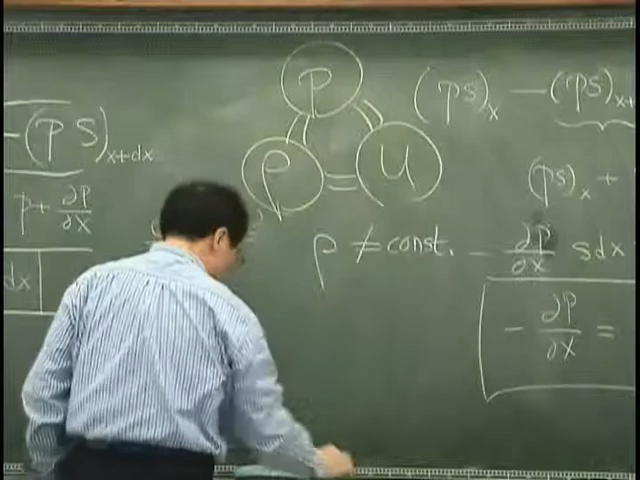 – (PS)x+dx
p + ∂P/∂x
dx
p
ρ
u
ρ ≠ const.
(PS)x – (PS)x+
(PS)x +
– ∂P/∂x sdx
– ∂P/∂x =